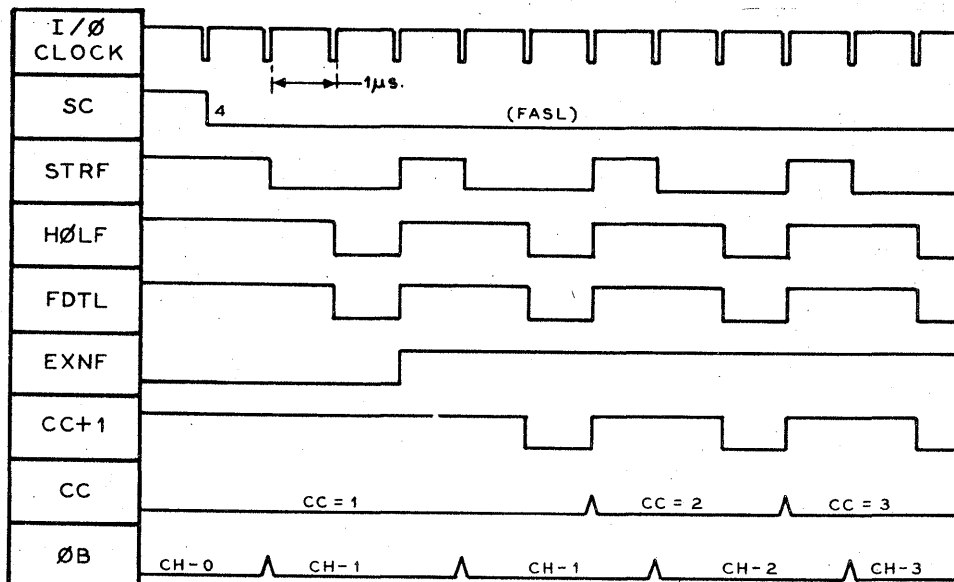 I/Ø
CLOCK
1μs.
SC
4
(FASL)
STRF
HØLF
FDTL
EXNF
CC+1
CC
CC = 1
CC = 2
CC = 3
ØB
CH-0
CH-1
CH-1
CH-2
CH-3